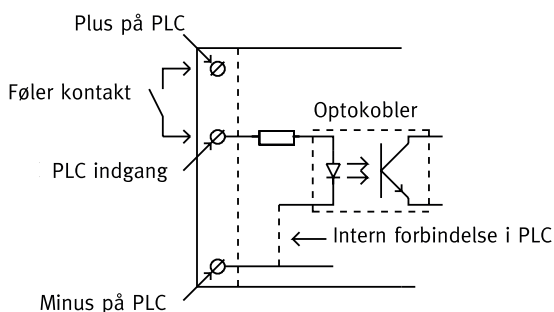 Plus på PLC
Føler kontakt
Optokobler
PLC indgang
Intern forbindelse i PLC
Minus på PLC